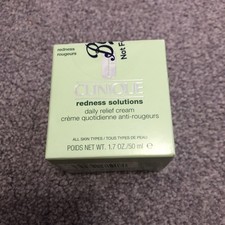 redness
rougeurs
Not F
CLINIQUE
redness solutions
daily relief cream
crème quotidienne anti-rougeurs
ALL SKIN TYPES / TOUS TYPES DE PEAU
POIDS NET WT. 1.7 OZ./50 ml ℮